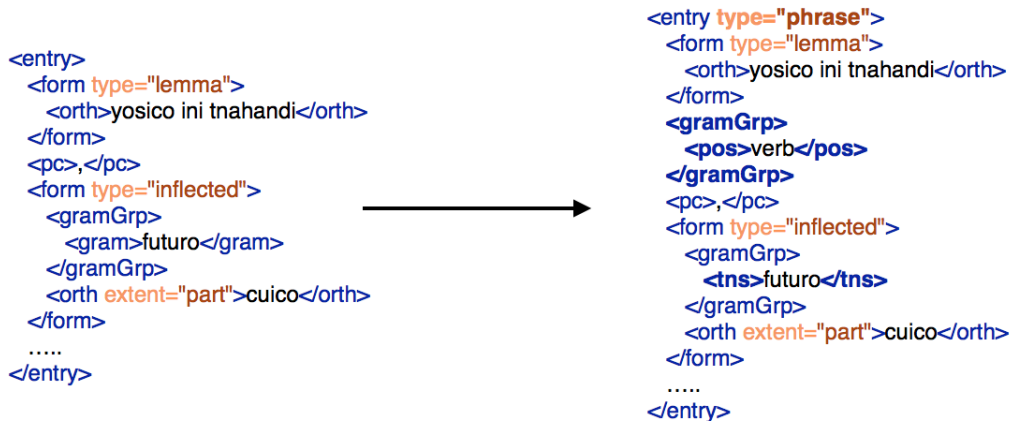 <entry>
<form type="lemma">
<orth>yosico ini tnahandi</orth>
</form>
<pc>,</pc>
<form type="inflected">
<gramGrp>
<gram>futuro</gram>
</gramGrp>
<orth extent="part">cuico</orth>
</form>
…..
</entry>
<entry type="phrase">
<form type="lemma">
<orth>yosico ini tnahandi</orth>
</form>
<gramGrp>
<pos>verb</pos>
</gramGrp>
<pc>,</pc>
<form type="inflected">
<gramGrp>
<tns>futuro</tns>
</gramGrp>
<orth extent="part">cuico</orth>
</form>
…..
</entry>